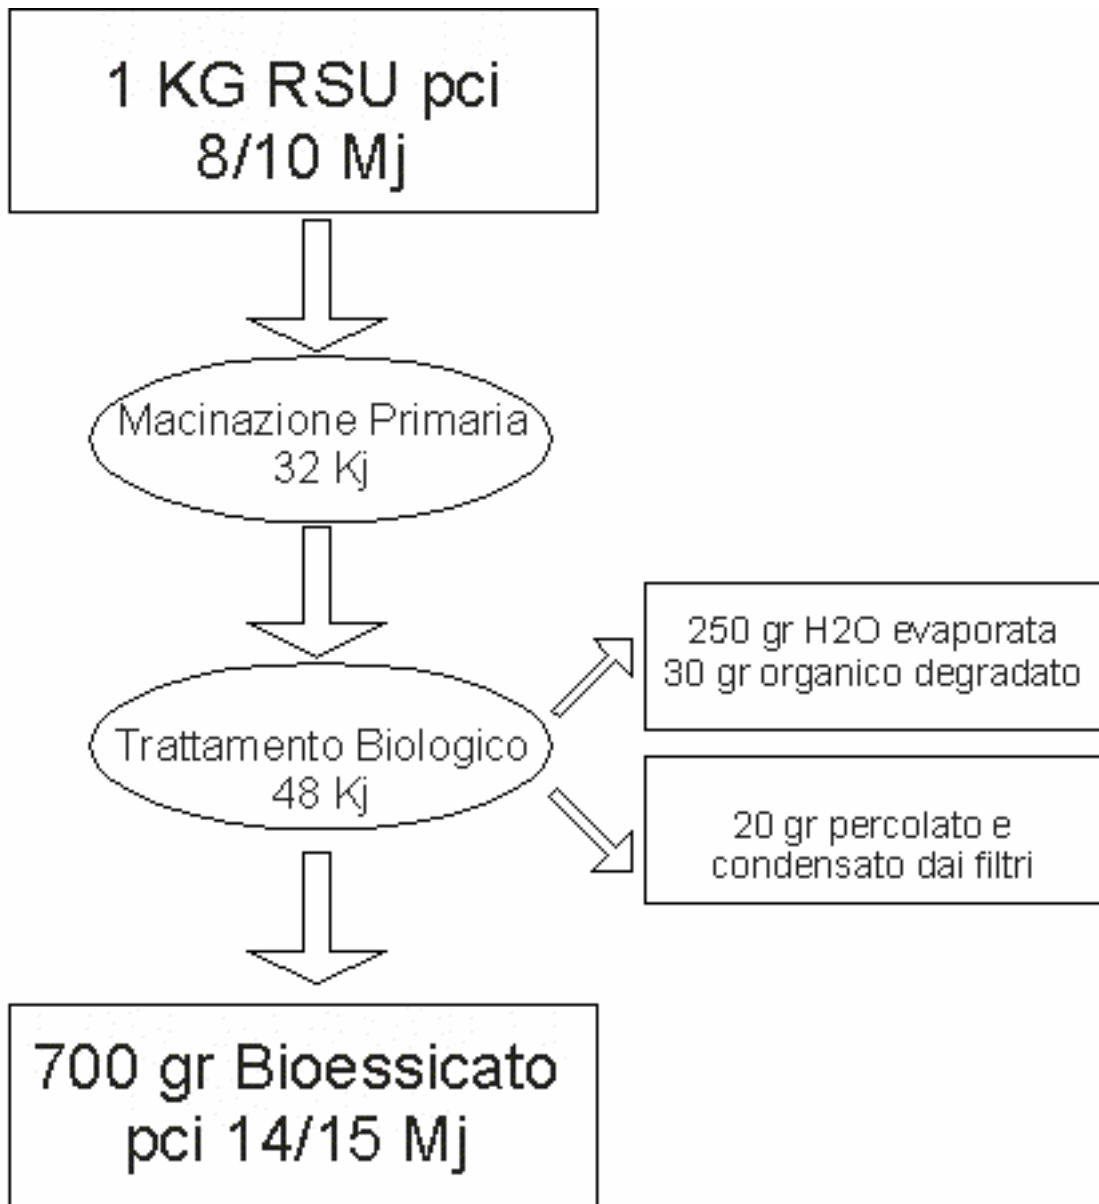 1 KG RSU pci
8/10 Mj
Macinazione Primaria
32 Kj
250 gr H2O evaporata
30 gr organico degradato
Trattamento Biologico
48 Kj
20 gr percolato e
condensato dai filtri
700 gr Bioessicato
pci 14/15 Mj